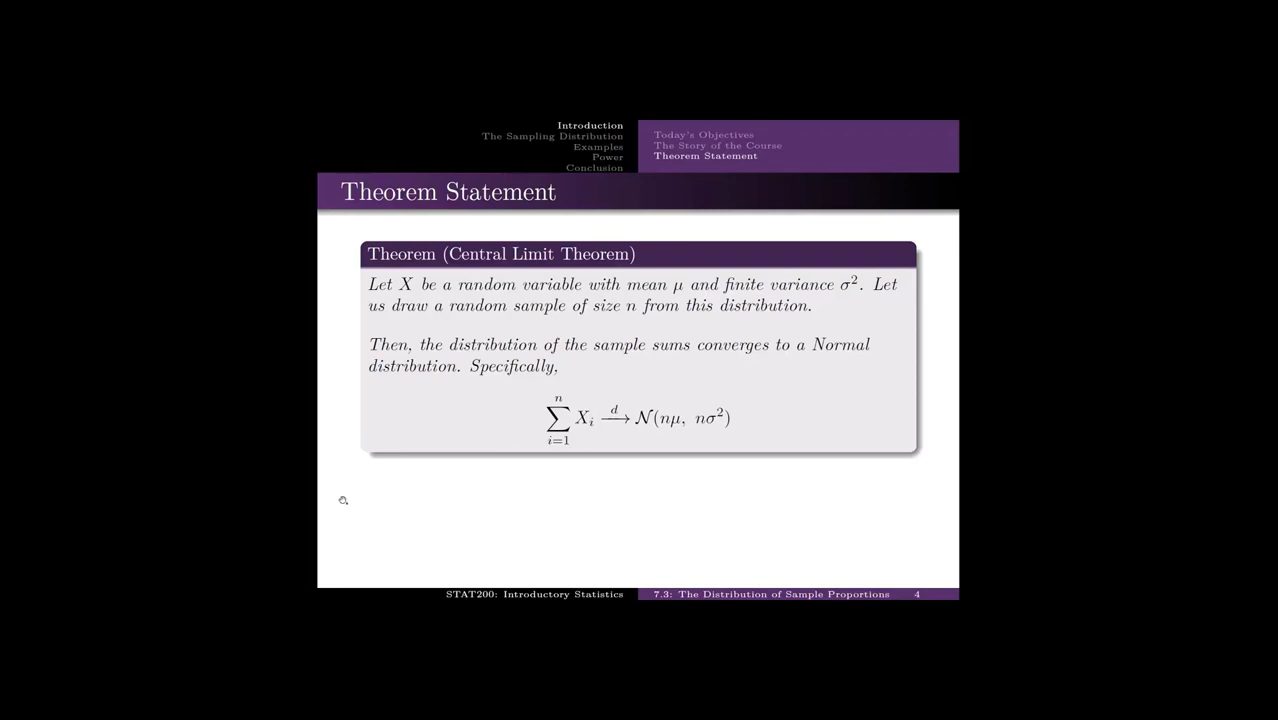 Introduction
The Sampling Distribution
Examples
Power
Conclusion
Today's Objectives
The Story of the Course
Theorem Statement
Theorem Statement
Theorem (Central Limit Theorem)
Let X be a random variable with mean μ and finite variance σ². Let
us draw a random sample of size n from this distribution.
Then, the distribution of the sample sums converges to a Normal
distribution. Specifically,
∑ᵢ₌₁ⁿ Xᵢ —d→ 𝒩(nμ, nσ²)
STAT200: Introductory Statistics
7.3: The Distribution of Sample Proportions 4